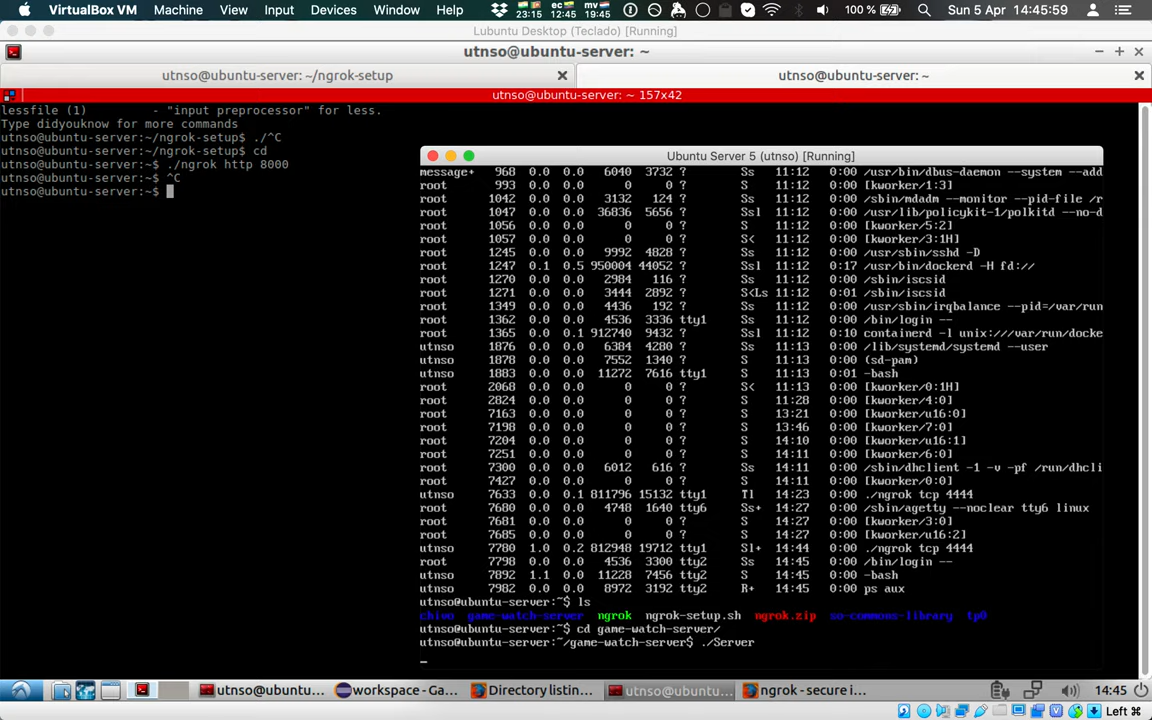 VirtualBox VM Machine View Input Devices Window Help 23:15 ec 12:45 mv 19:45 100 % Sun 5 Apr 14:45:59
Lubuntu Desktop (Teclado) [Running]
utnso@ubuntu-server: ~
utnso@ubuntu-server: ~/ngrok-setup
utnso@ubuntu-server: ~
utnso@ubuntu-server: ~ 157x42
lessfile (1) - "input preprocessor" for less.
Type didyouknow for more commands
utnso@ubuntu-server:~/ngrok-setup$ ./^C
utnso@ubuntu-server:~/ngrok-setup$ cd
utnso@ubuntu-server:~$ ./ngrok http 8000
utnso@ubuntu-server:~$ ^C
utnso@ubuntu-server:~$
Ubuntu Server 5 (utnso) [Running]
message+ 968 0.0 0.0 6040 3732 ? Ss 11:12 0:00 /usr/bin/dbus-daemon --system --add
root 993 0.0 0.0 0 0 ? S 11:12 0:00 [kworker/1:3]
root 1042 0.0 0.0 3132 124 ? Ss 11:12 0:00 /sbin/mdadm --monitor --pid-file /r
root 1047 0.0 0.0 36836 5656 ? Ssl 11:12 0:00 /usr/lib/policykit-1/polkitd --no-d
root 1056 0.0 0.0 0 0 ? S 11:12 0:00 [kworker/5:2]
root 1057 0.0 0.0 0 0 ? S< 11:12 0:00 [kworker/3:1H]
root 1245 0.0 0.0 9992 4828 ? Ss 11:12 0:00 /usr/sbin/sshd -D
root 1247 0.1 0.5 950004 44052 ? Ssl 11:12 0:17 /usr/bin/dockerd -H fd://
root 1270 0.0 0.0 2984 116 ? Ss 11:12 0:00 /sbin/iscsid
root 1271 0.0 0.0 3444 2892 ? S<Ls 11:12 0:01 /sbin/iscsid
root 1349 0.0 0.0 4436 192 ? Ss 11:12 0:00 /usr/sbin/irqbalance --pid=/var/run
root 1362 0.0 0.0 4536 3336 tty1 Ss 11:12 0:00 /bin/login --
root 1365 0.0 0.1 912740 9432 ? Ssl 11:12 0:10 containerd -l unix:///var/run/docke
utnso 1876 0.0 0.0 6384 4280 ? Ss 11:13 0:00 /lib/systemd/systemd --user
utnso 1878 0.0 0.0 7552 1340 ? S 11:13 0:00 (sd-pam)
utnso 1883 0.0 0.0 11272 7616 tty1 S 11:13 0:01 -bash
root 2068 0.0 0.0 0 0 ? S< 11:13 0:00 [kworker/0:1H]
root 2824 0.0 0.0 0 0 ? S 11:28 0:00 [kworker/4:0]
root 7163 0.0 0.0 0 0 ? S 13:21 0:00 [kworker/u16:0]
root 7198 0.0 0.0 0 0 ? S 13:46 0:00 [kworker/7:0]
root 7204 0.0 0.0 0 0 ? S 14:10 0:00 [kworker/u16:1]
root 7251 0.0 0.0 0 0 ? S 14:11 0:00 [kworker/6:0]
root 7300 0.0 0.0 6012 616 ? Ss 14:11 0:00 /sbin/dhclient -1 -v -pf /run/dhcli
root 7427 0.0 0.0 0 0 ? S 14:11 0:00 [kworker/0:0]
utnso 7633 0.0 0.1 811796 15132 tty1 Tl 14:23 0:00 ./ngrok tcp 4444
root 7680 0.0 0.0 4748 1640 tty6 Ss+ 14:27 0:00 /sbin/agetty --noclear tty6 linux
root 7681 0.0 0.0 0 0 ? S 14:27 0:00 [kworker/3:0]
root 7685 0.0 0.0 0 0 ? S 14:27 0:00 [kworker/u16:2]
utnso 7780 1.0 0.2 812948 19712 tty1 Sl+ 14:44 0:00 ./ngrok tcp 4444
root 7798 0.0 0.0 4536 3300 tty2 Ss 14:45 0:00 /bin/login --
utnso 7892 1.1 0.0 11228 7456 tty2 S 14:45 0:00 -bash
utnso 7982 0.0 0.0 8972 3192 tty2 R+ 14:45 0:00 ps aux
utnso@ubuntu-server:~$ ls
chivo game-watch-server ngrok ngrok-setup.sh ngrok.zip so-commons-library tp0
utnso@ubuntu-server:~$ cd game-watch-server/
utnso@ubuntu-server:~/game-watch-server$ ./Server
utnso@ubuntu... workspace - Ga... Directory listin... utnso@ubuntu... ngrok - secure i... 14:45
Left ⌘